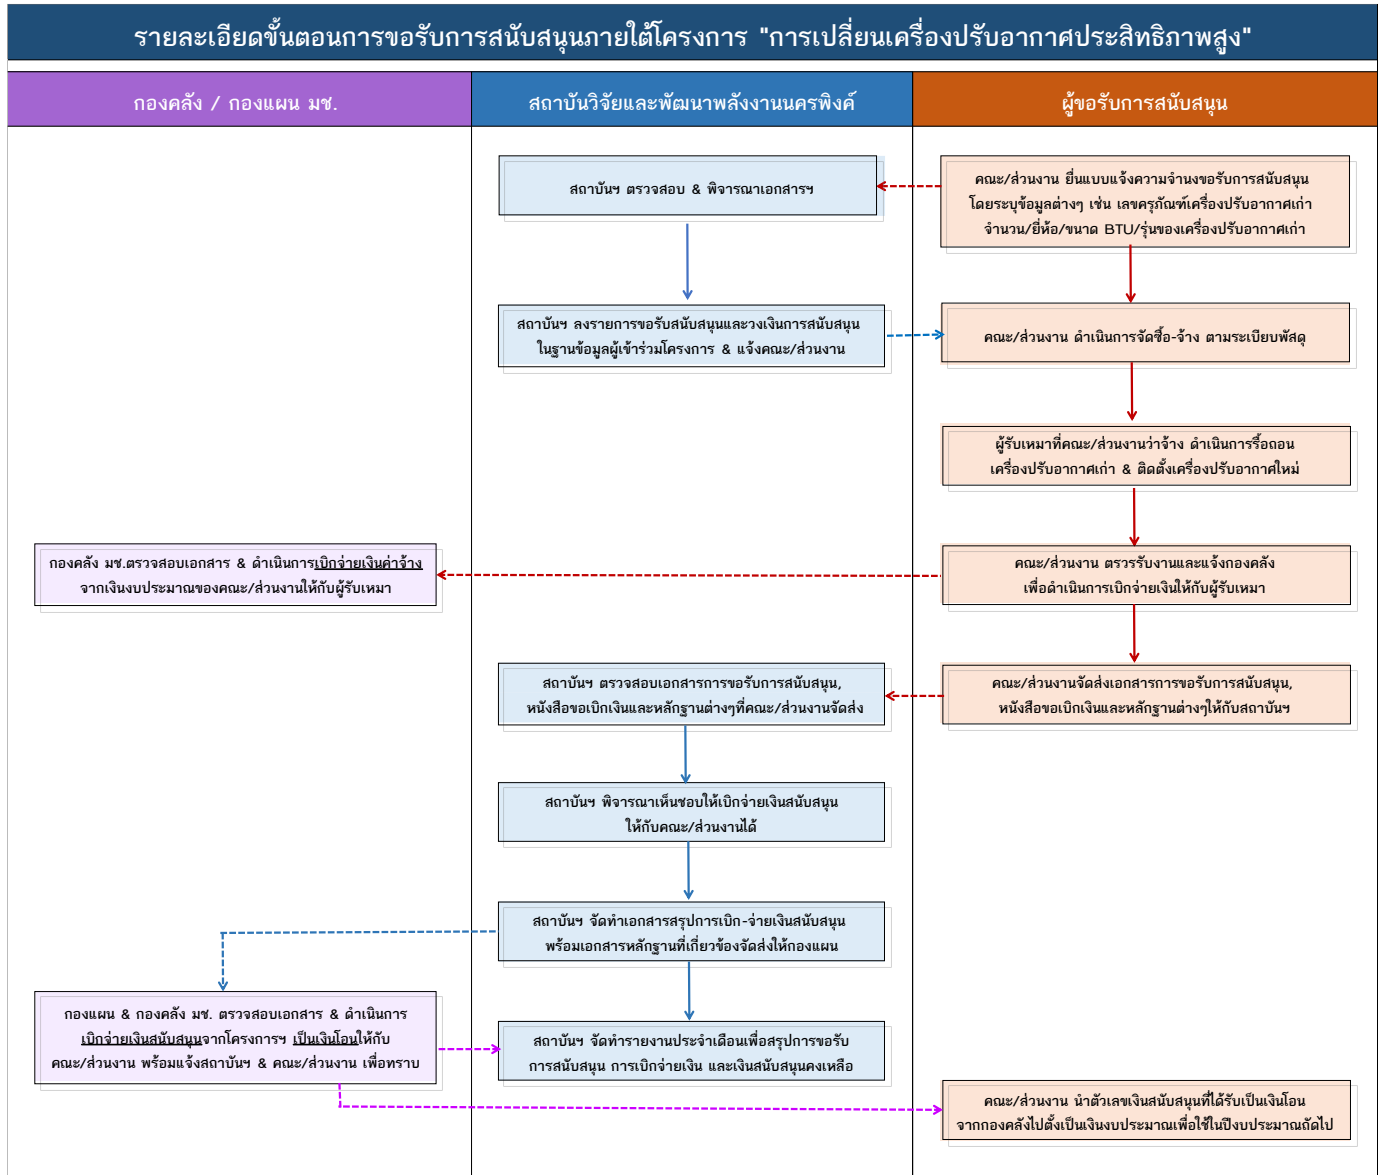 รายละเอียดขั้นตอนการขอรับการสนับสนุนภายใต้โครงการ "การเปลี่ยนเครื่องปรับอากาศประสิทธิภาพสูง"
กองคลัง / กองแผน มช.
สถาบันวิจัยและพัฒนาพลังงานนครพิงค์
ผู้ขอรับการสนับสนุน
คณะ/ส่วนงาน ยื่นแบบแจ้งความจำนงขอรับการสนับสนุน
โดยระบุข้อมูลต่างๆ เช่น เลขครุภัณฑ์เครื่องปรับอากาศเก่า
จำนวน/ยี่ห้อ/ขนาด BTU/รุ่นของเครื่องปรับอากาศเก่า
สถาบันฯ ตรวจสอบ & พิจารณาเอกสารฯ
สถาบันฯ ลงรายการขอรับสนับสนุนและวงเงินการสนับสนุน
ในฐานข้อมูลผู้เข้าร่วมโครงการ & แจ้งคณะ/ส่วนงาน
คณะ/ส่วนงาน ดำเนินการจัดซื้อ-จ้าง ตามระเบียบพัสดุ
ผู้รับเหมาที่คณะ/ส่วนงานว่าจ้าง ดำเนินการรื้อถอน
เครื่องปรับอากาศเก่า & ติดตั้งเครื่องปรับอากาศใหม่
คณะ/ส่วนงาน ตรวรรับงานและแจ้งกองคลัง
เพื่อดำเนินการเบิกจ่ายเงินให้กับผู้รับเหมา
กองคลัง มช.ตรวจสอบเอกสาร & ดำเนินการเบิกจ่ายเงินค่าจ้าง
จากเงินงบประมาณของคณะ/ส่วนงานให้กับผู้รับเหมา
คณะ/ส่วนงานจัดส่งเอกสารการขอรับการสนับสนุน,
หนังสือขอเบิกเงินและหลักฐานต่างๆให้กับสถาบันฯ
สถาบันฯ ตรวจสอบเอกสารการขอรับการสนับสนุน,
หนังสือขอเบิกเงินและหลักฐานต่างๆที่คณะ/ส่วนงานจัดส่ง
สถาบันฯ พิจารณาเห็นชอบให้เบิกจ่ายเงินสนับสนุน
ให้กับคณะ/ส่วนงานได้
สถาบันฯ จัดทำเอกสารสรุปการเบิก-จ่ายเงินสนับสนุน
พร้อมเอกสารหลักฐานที่เกี่ยวข้องจัดส่งให้กองแผน
กองแผน & กองคลัง มช. ตรวจสอบเอกสาร & ดำเนินการ
เบิกจ่ายเงินสนับสนุนจากโครงการฯ เป็นเงินโอนให้กับ
คณะ/ส่วนงาน พร้อมแจ้งสถาบันฯ & คณะ/ส่วนงาน เพื่อทราบ
สถาบันฯ จัดทำรายงานประจำเดือนเพื่อสรุปการขอรับ
การสนับสนุน การเบิกจ่ายเงิน และเงินสนับสนุนคงเหลือ
คณะ/ส่วนงาน นำตัวเลขเงินสนับสนุนที่ได้รับเป็นเงินโอน
จากกองคลังไปตั้งเป็นเงินงบประมาณเพื่อใช้ในปีงบประมาณถัดไป